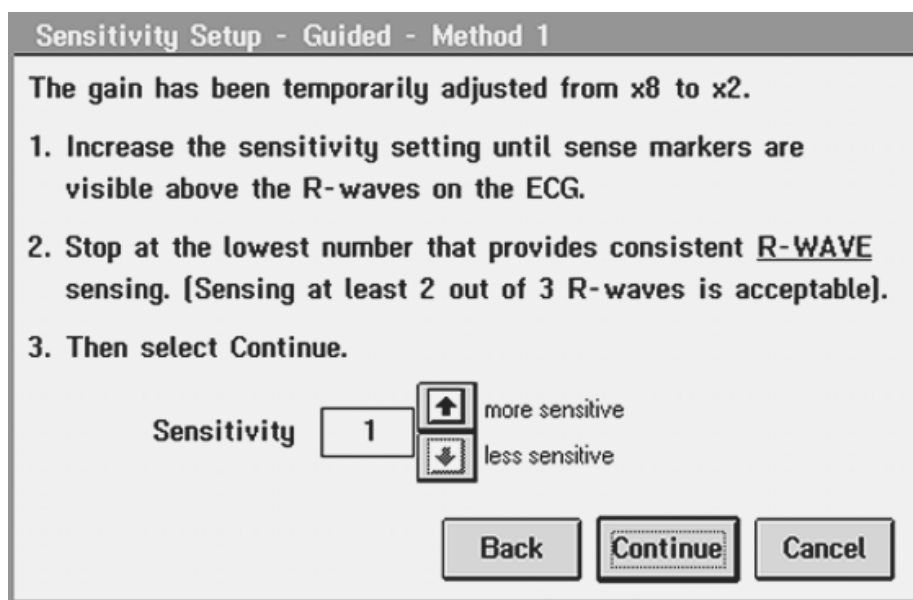 Sensitivity Setup - Guided - Method 1
The gain has been temporarily adjusted from x8 to x2.
1. Increase the sensitivity setting until sense markers are
visible above the R-waves on the ECG.
2. Stop at the lowest number that provides consistent R-WAVE
sensing. (Sensing at least 2 out of 3 R-waves is acceptable).
3. Then select Continue.
Sensitivity 1 more sensitive
less sensitive
Back Continue Cancel